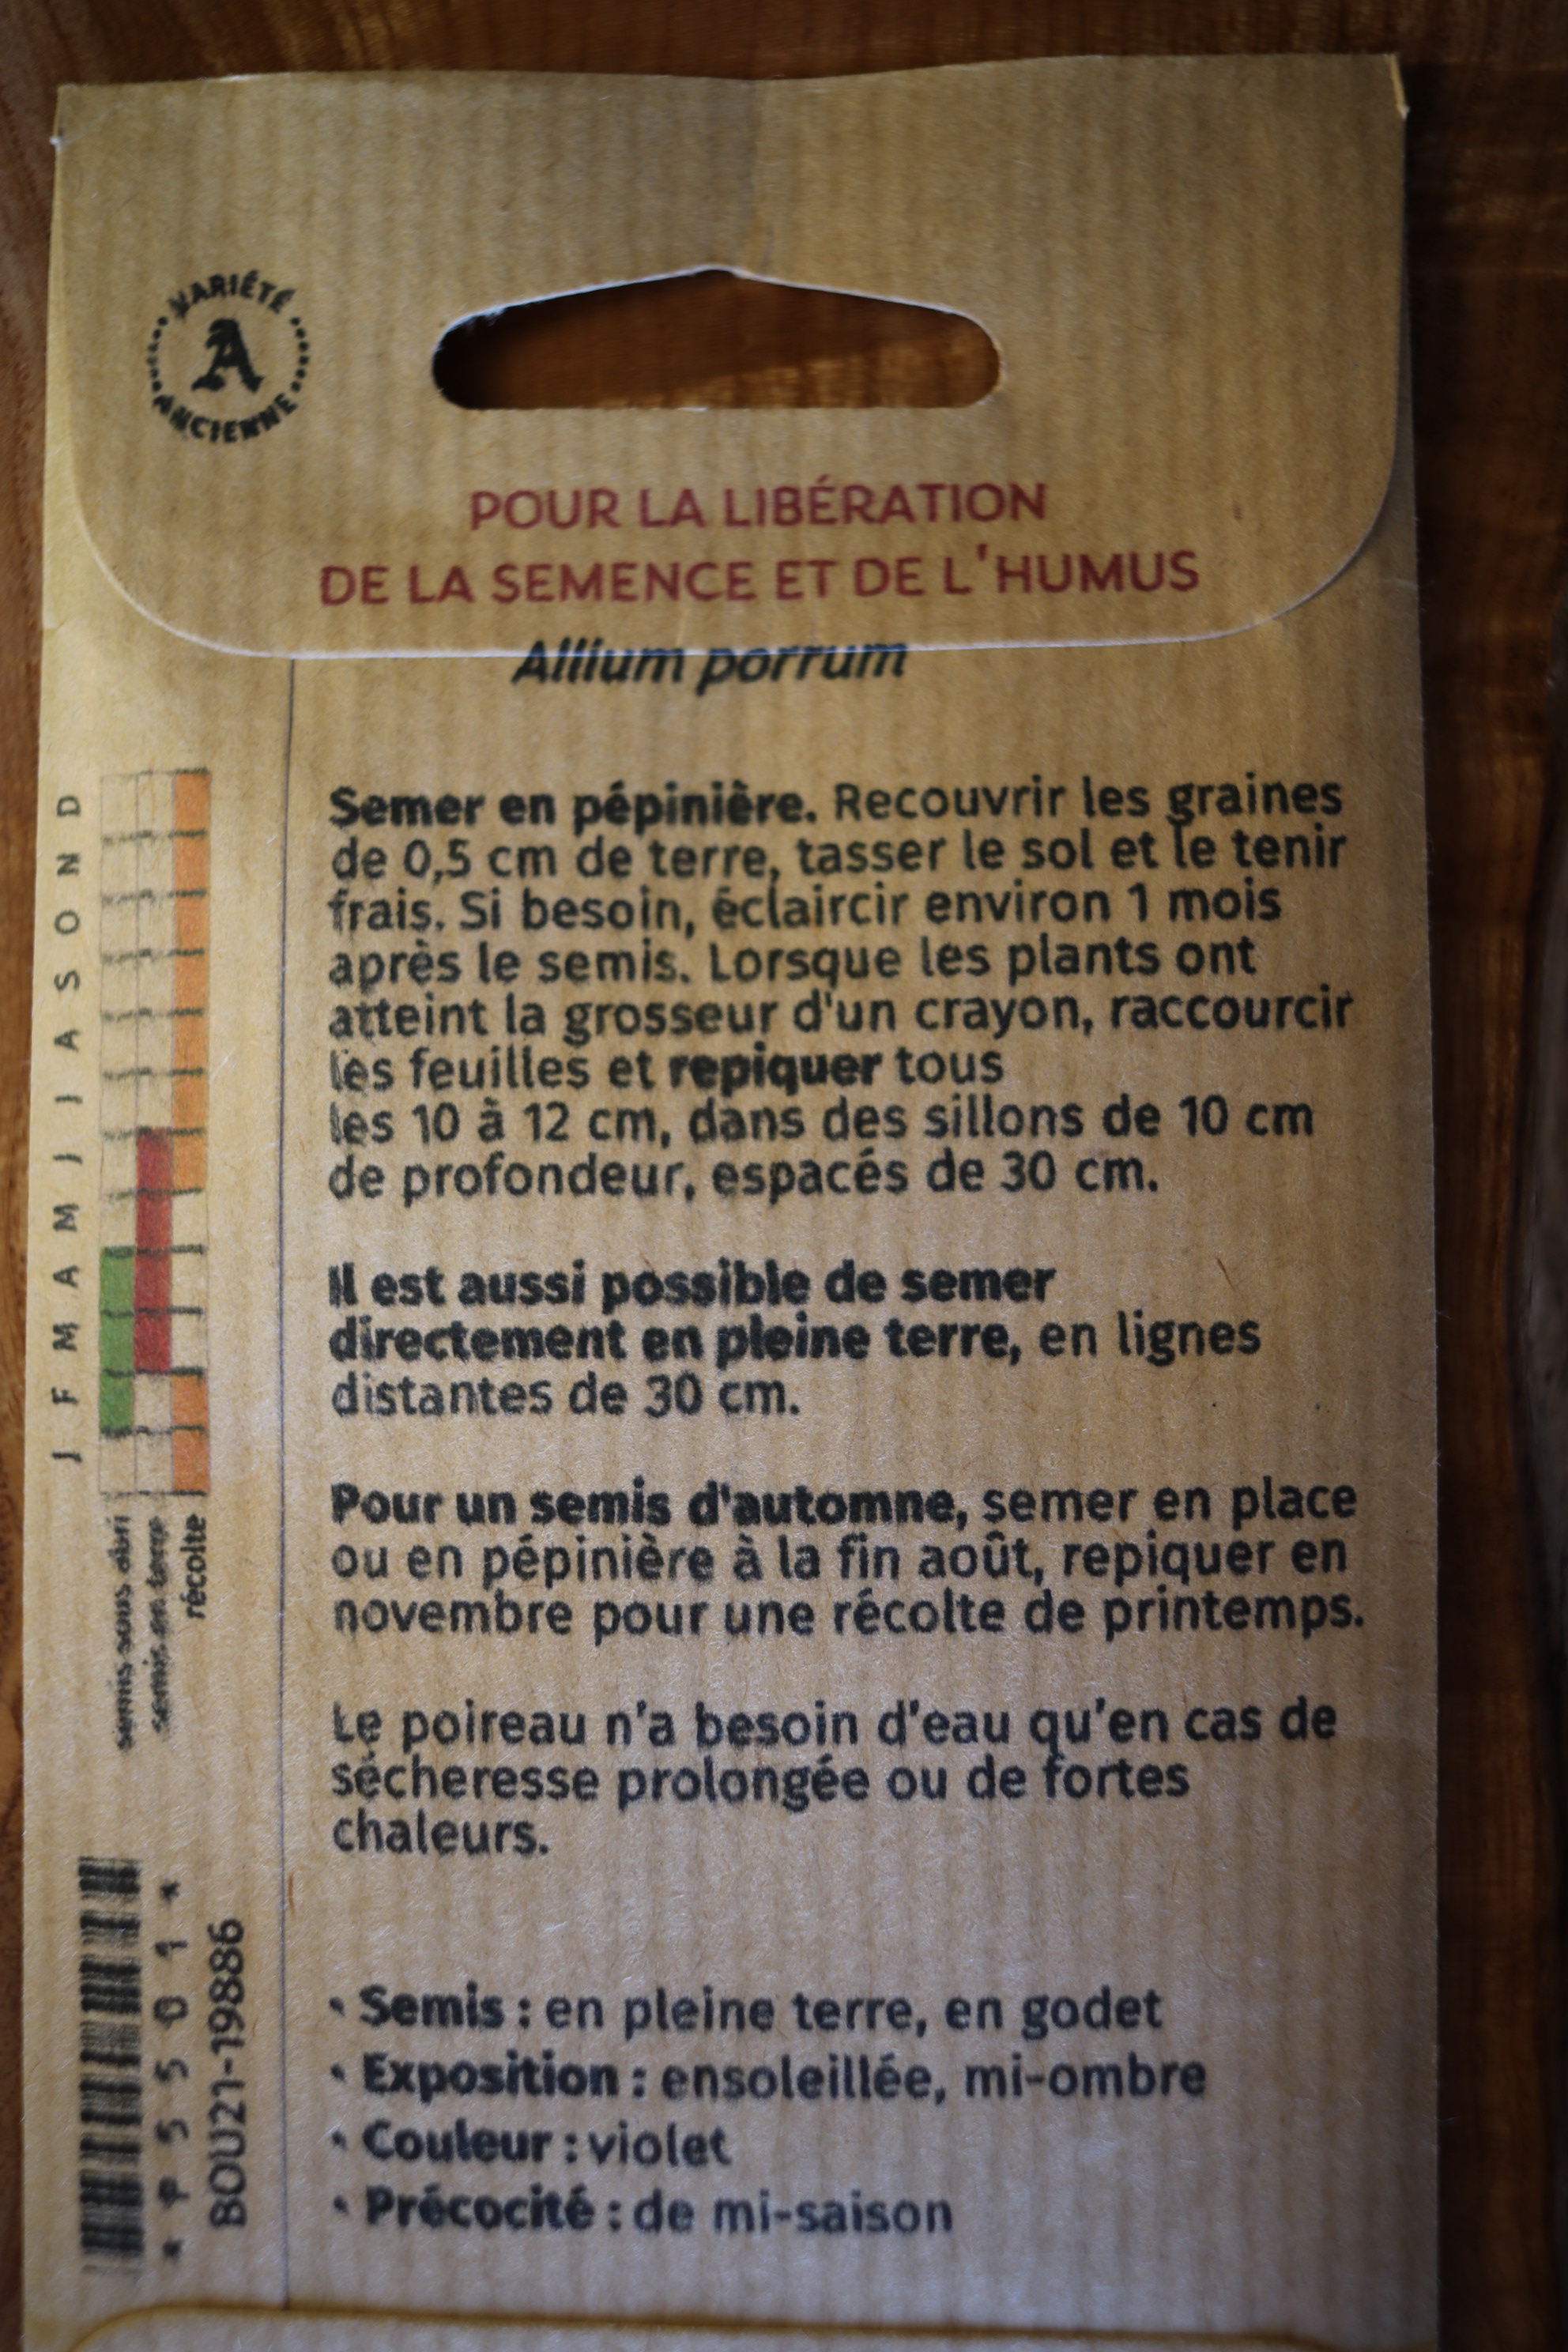 VARIÉTÉ
A
ANCIENNE
POUR LA LIBÉRATION
DE LA SEMENCE ET DE L'HUMUS
Allium porrum
Semer en pépinière. Recouvrir les graines
de 0,5 cm de terre, tasser le sol et le tenir
frais. Si besoin, éclaircir environ 1 mois
après le semis. Lorsque les plants ont
atteint la grosseur d'un crayon, raccourcir
les feuilles et repiquer tous
les 10 à 12 cm, dans des sillons de 10 cm
de profondeur, espacés de 30 cm.
Il est aussi possible de semer
directement en pleine terre, en lignes
distantes de 30 cm.
Pour un semis d'automne, semer en place
ou en pépinière à la fin août, repiquer en
novembre pour une récolte de printemps.
Le poireau n'a besoin d'eau qu'en cas de
sécheresse prolongée ou de fortes
chaleurs.
• Semis : en pleine terre, en godet
• Exposition : ensoleillée, mi-ombre
• Couleur : violet
• Précocité : de mi-saison
J F M A M J J A S O N D
semis sous abri
semis en terre
récolte
*P5501*
BOU21-19886